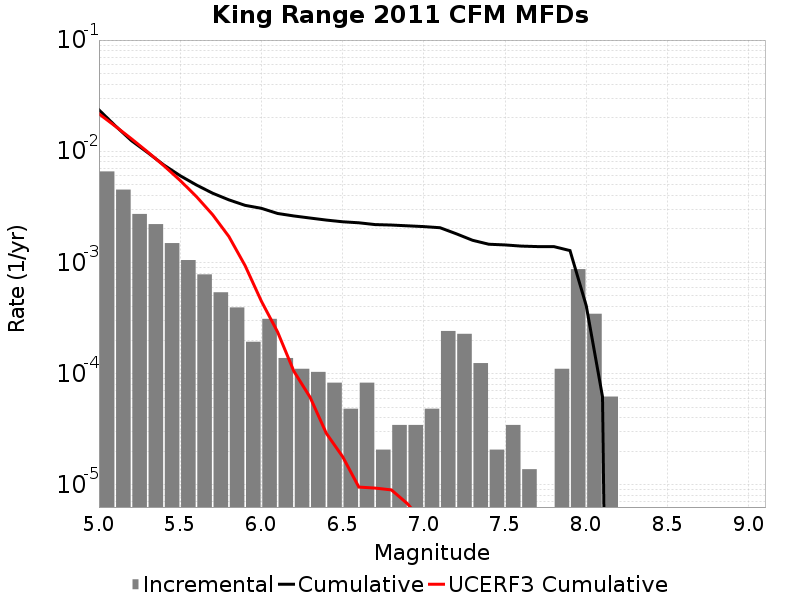 King Range 2011 CFM MFDs
10-1
10-2
10-3
10-4
10-5
Rate (1/yr)
5.0 5.5 6.0 6.5 7.0 7.5 8.0 8.5 9.0
Magnitude
Incremental Cumulative UCERF3 Cumulative